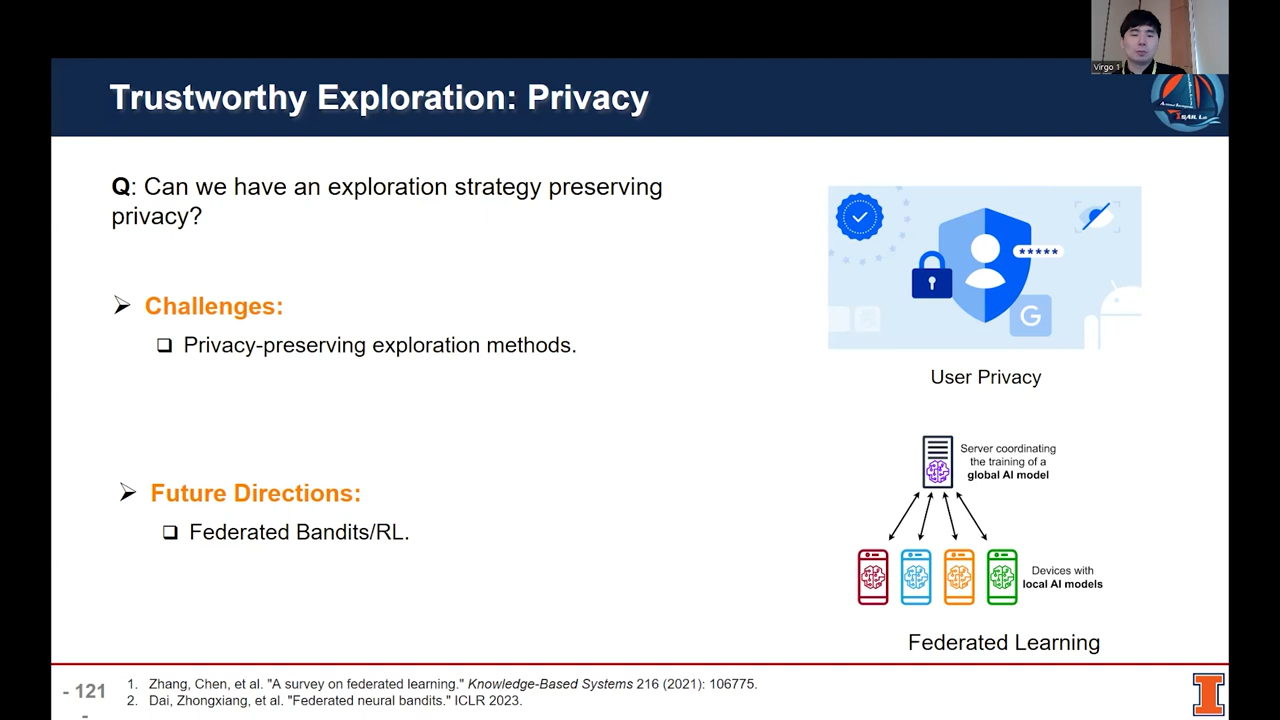 Virgo 1
Trustworthy Exploration: Privacy
Q: Can we have an exploration strategy preserving
privacy?
Challenges:
Privacy-preserving exploration methods.
*****
G
User Privacy
Server coordinating
the training of a
global AI model
Future Directions:
Federated Bandits/RL.
Devices with
local AI models
Federated Learning
- 121
-
1. Zhang, Chen, et al. "A survey on federated learning." Knowledge-Based Systems 216 (2021): 106775.
2. Dai, Zhongxiang, et al. "Federated neural bandits." ICLR 2023.
I